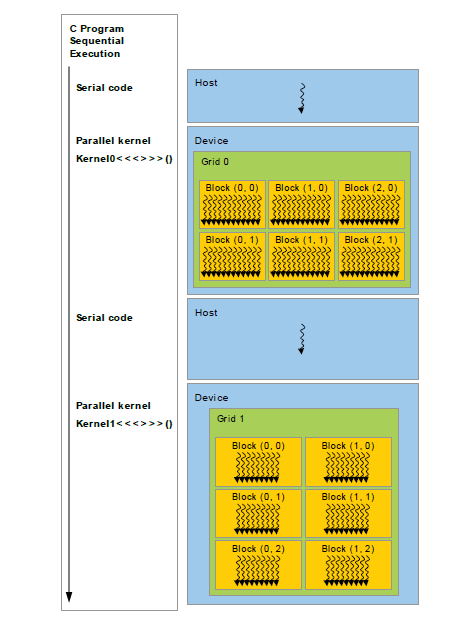 C Program
Sequential
Execution
Serial code
Host
Parallel kernel
Kernel0<<<>>>()
Device
Grid 0
Block (0, 0) Block (1, 0) Block (2, 0)
Block (0, 1) Block (1, 1) Block (2, 1)
Serial code
Host
Parallel kernel
Kernel1<<<>>>()
Device
Grid 1
Block (0, 0) Block (1, 0)
Block (0, 1) Block (1, 1)
Block (0, 2) Block (1, 2)